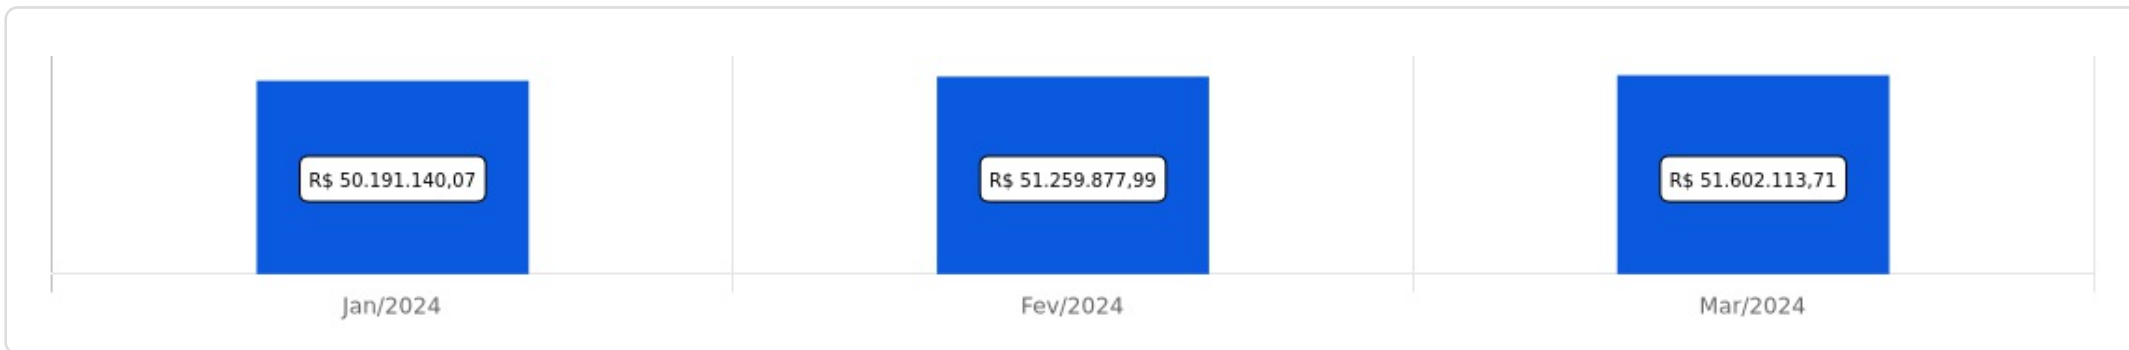 R$ 50.191.140,07
R$ 51.259.877,99
R$ 51.602.113,71
Jan/2024
Fev/2024
Mar/2024